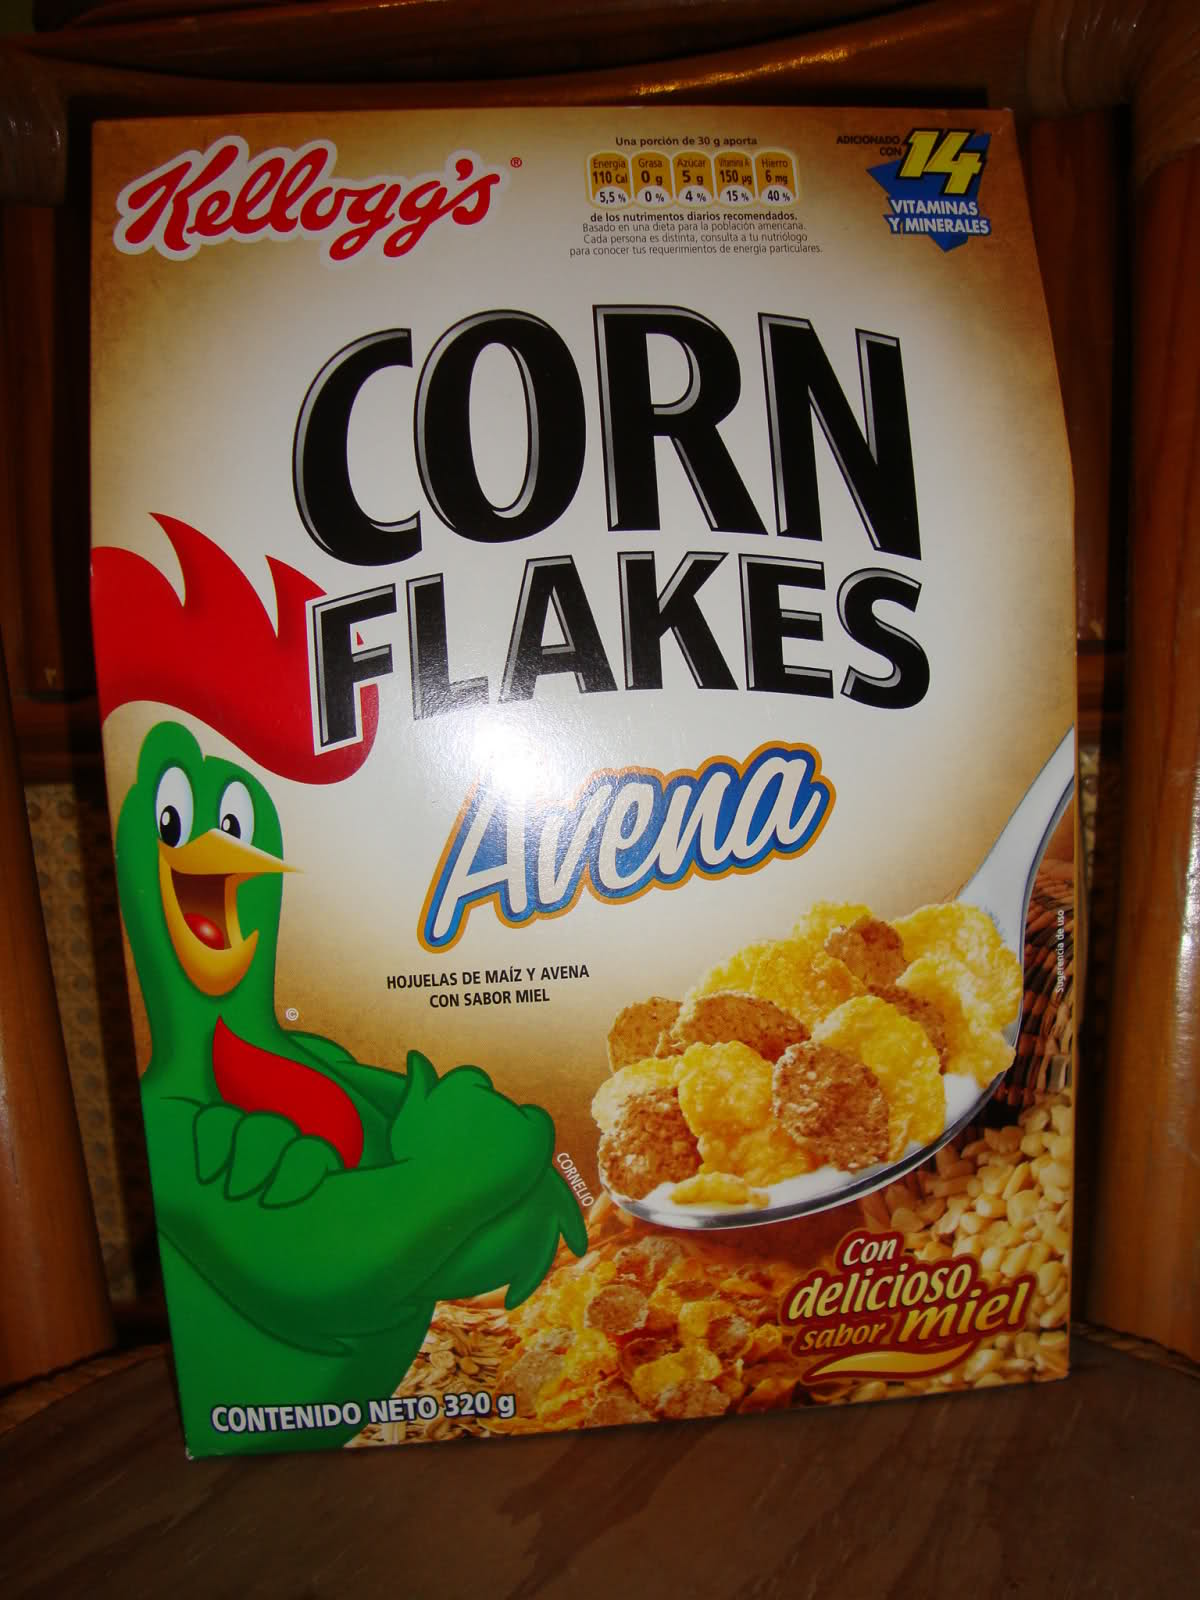 Kellogg's®
Una porción de 30 g aporta
Energía Grasa Azúcar Vitamina A Hierro
110 Cal 0 g 5 g 150 µg 6 mg
5,5 % 0 % 4 % 15 % 40 %
de los nutrimentos diarios recomendados.
Basado en una dieta para la población americana.
Cada persona es distinta, consulta a tu nutriólogo
para conocer tus requerimientos de energía particulares.
ADICIONADO
CON
14
VITAMINAS
Y MINERALES
CORN
FLAKES
Avena
HOJUELAS DE MAÍZ Y AVENA
CON SABOR MIEL
Sugerencia de uso
©
CORNELIO
Con
delicioso
sabor miel
CONTENIDO NETO 320 g